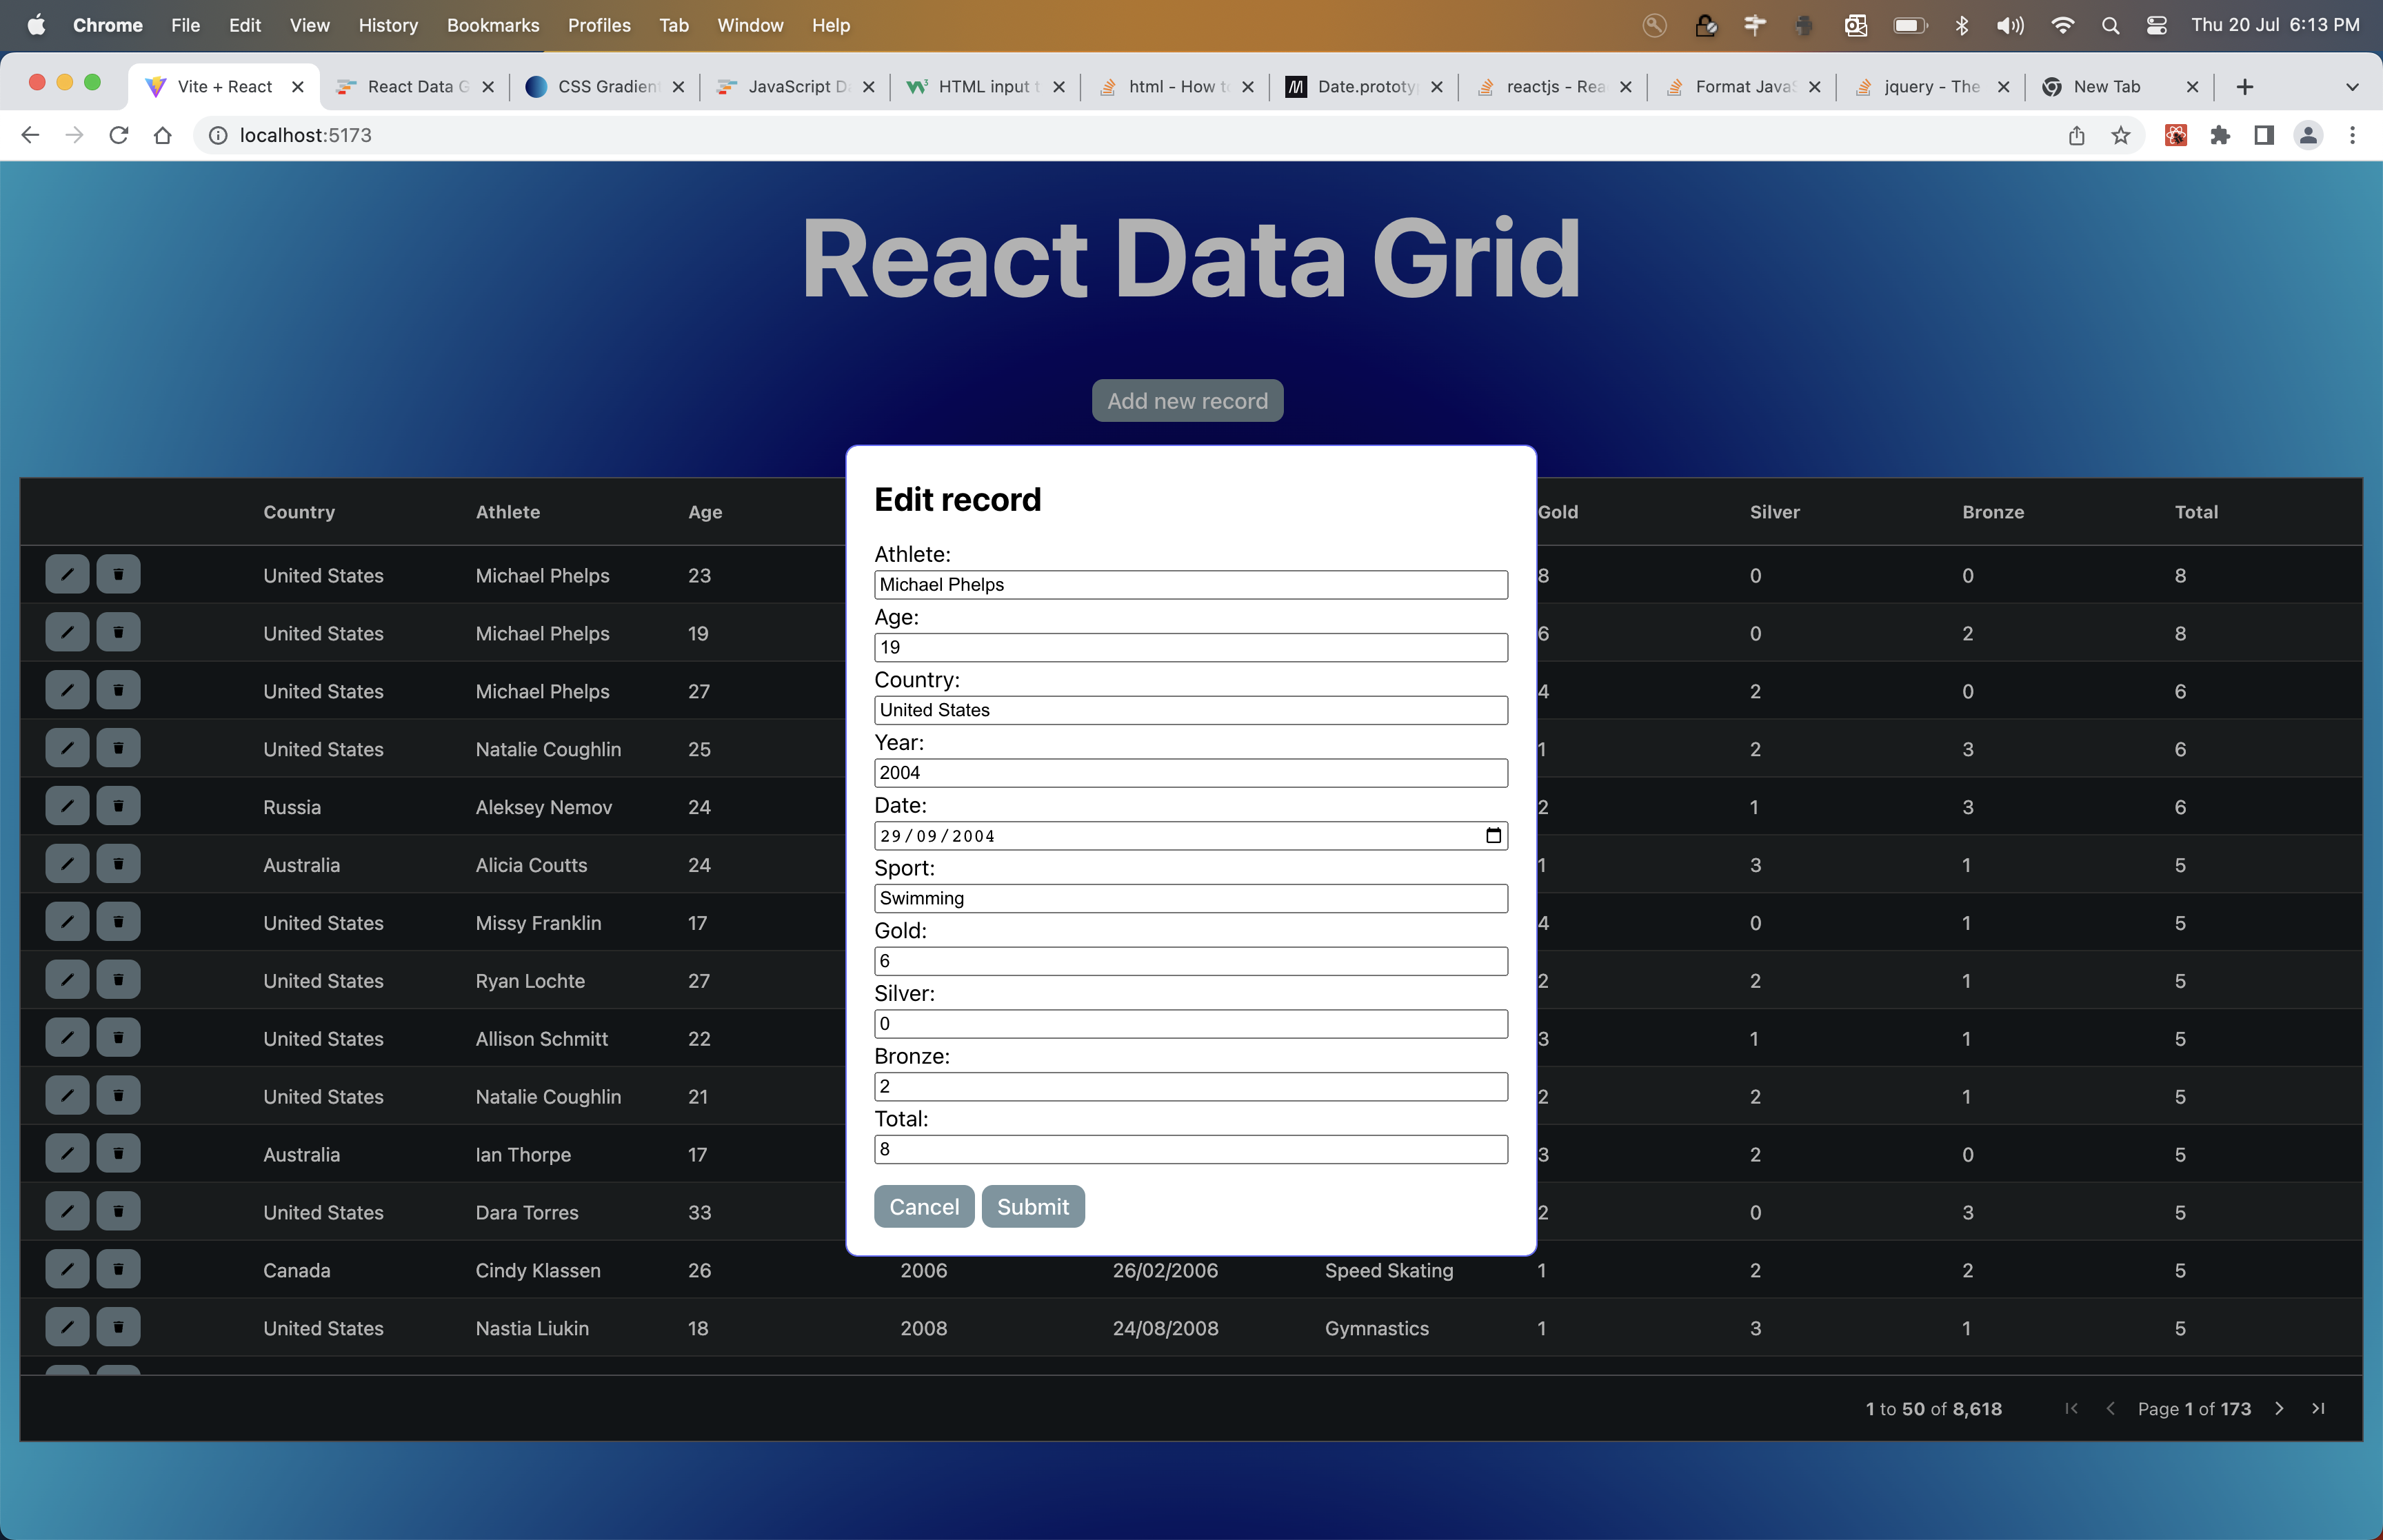 Chrome File Edit View History Bookmarks Profiles Tab Window Help Thu 20 Jul 6:13 PM
Vite + React React Data G CSS Gradien JavaScript D HTML input t html - How t Date.prototy reactjs - Rea Format Java jquery - The New Tab
localhost:5173
React Data Grid
Add new record
Edit record
Country Athlete Age Gold Silver Bronze Total
Athlete:
United States Michael Phelps 23 Michael Phelps 8 0 0 8
Age:
United States Michael Phelps 19 19 6 0 2 8
Country:
United States Michael Phelps 27 United States 4 2 0 6
Year:
United States Natalie Coughlin 25 2004 1 2 3 6
Date:
Russia Aleksey Nemov 24 29/09/2004 2 1 3 6
Sport:
Australia Alicia Coutts 24 Swimming 1 3 1 5
Gold:
United States Missy Franklin 17 6 4 0 1 5
Silver:
United States Ryan Lochte 27 0 2 2 1 5
Bronze:
United States Allison Schmitt 22 2 3 1 1 5
Total:
United States Natalie Coughlin 21 8 2 2 1 5
Australia Ian Thorpe 17 3 2 0 5
United States Dara Torres 33 Cancel Submit 2 0 3 5
Canada Cindy Klassen 26 2006 26/02/2006 Speed Skating 1 2 2 5
United States Nastia Liukin 18 2008 24/08/2008 Gymnastics 1 3 1 5
1 to 50 of 8,618 Page 1 of 173